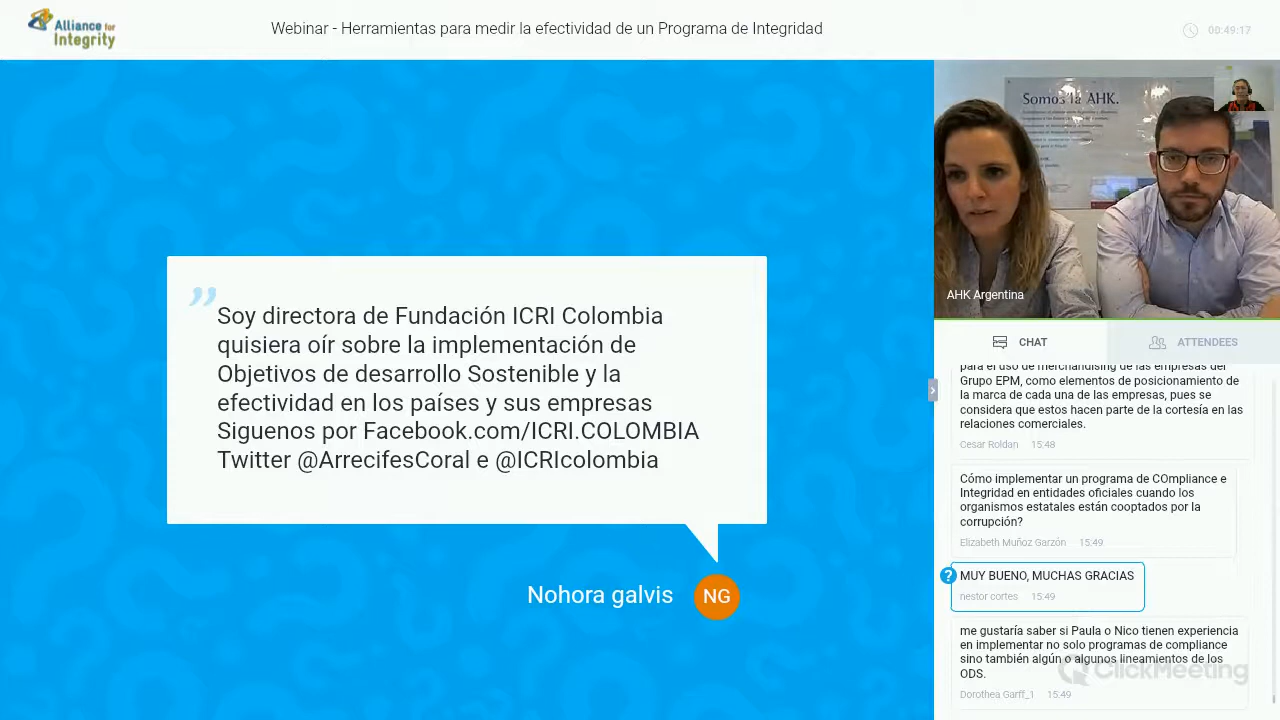 Alliance for
Integrity
Webinar - Herramientas para medir la efectividad de un Programa de Integridad
00:49:17
Somos la AHK.
AHK Argentina
”
Soy directora de Fundación ICRI Colombia
quisiera oír sobre la implementación de
Objetivos de desarrollo Sostenible y la
efectividad en los países y sus empresas
Siguenos por Facebook.com/ICRI.COLOMBIA
Twitter @ArrecifesCoral e @ICRIcolombia
Nohora galvis
NG
CHAT
ATTENDEES
para el uso de merchandising de las empresas del
Grupo EPM, como elementos de posicionamiento de
la marca de cada una de las empresas, pues se
considera que estos hacen parte de la cortesía en las
relaciones comerciales.
Cesar Roldan 15:48
Cómo implementar un programa de COmpliance e
Integridad en entidades oficiales cuando los
organismos estatales están cooptados por la
corrupción?
Elizabeth Muñoz Garzón 15:49
?
MUY BUENO, MUCHAS GRACIAS
nestor cortes 15:49
me gustaría saber si Paula o Nico tienen experiencia
en implementar no solo programas de compliance
sino también algún o algunos lineamientos de los
ODS.
Dorothea Garff_1 15:49
ClickMeeting